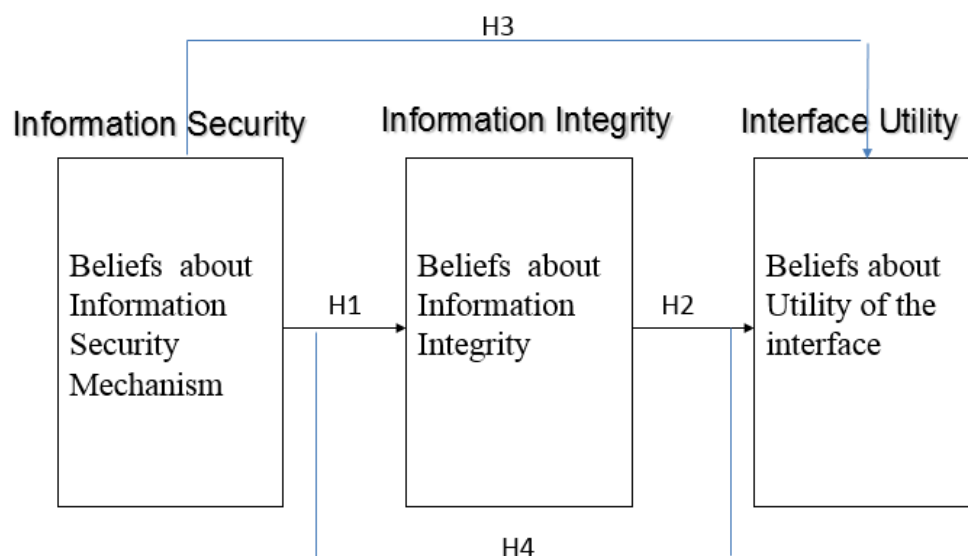 H3
Information Security
Information Integrity
Interface Utility
Beliefs about
Information
Security
Mechanism
H1
Beliefs about
Information
Integrity
H2
Beliefs about
Utility of the
interface
H4